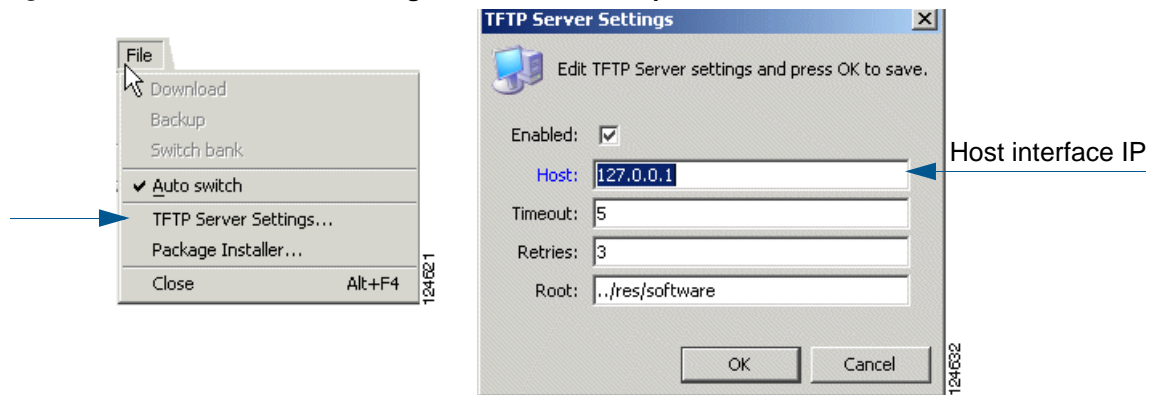 File
Download
Backup
Switch bank
Auto switch
TFTP Server Settings...
Package Installer...
Close Alt+F4
124621
TFTP Server Settings
Edit TFTP Server settings and press OK to save.
Enabled:
Host: 127.0.0.1
Host interface IP
Timeout: 5
Retries: 3
Root: ../res/software
OK Cancel
124632